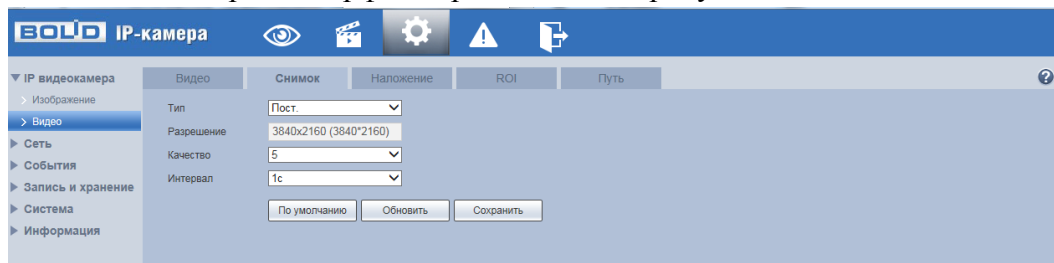 BOLID IP-камера
IP видеокамера
Изображение
Видео
Сеть
События
Запись и хранение
Система
Информация
Видео Снимок Наложение ROI Путь
Тип Пост.
Разрешение 3840x2160 (3840*2160)
Качество 5
Интервал 1с
По умолчанию Обновить Сохранить